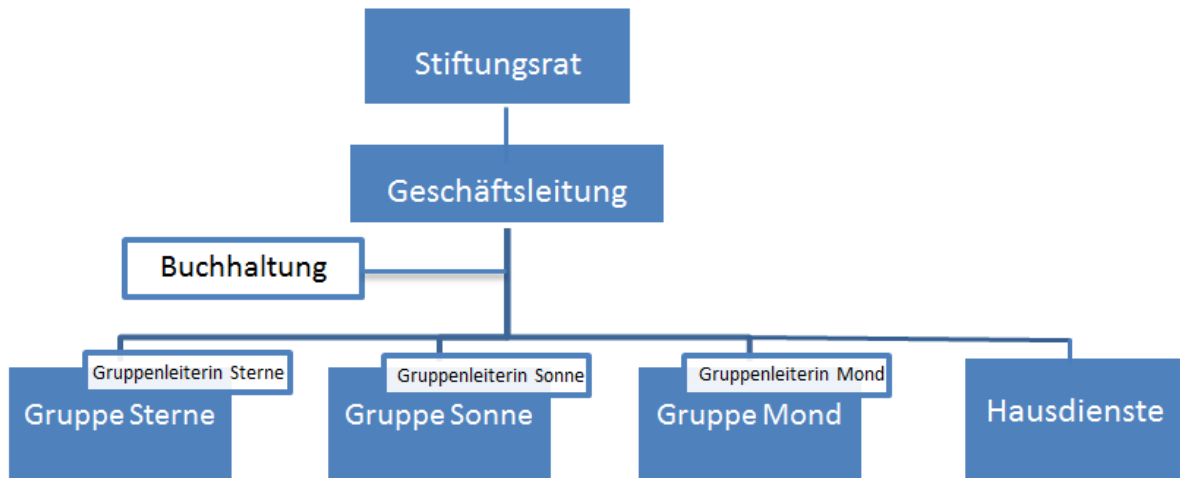 Stiftungsrat
Geschäftsleitung
Buchhaltung
Gruppenleiterin Sterne
Gruppe Sterne
Gruppenleiterin Sonne
Gruppe Sonne
Gruppenleiterin Mond
Gruppe Mond
Hausdienste